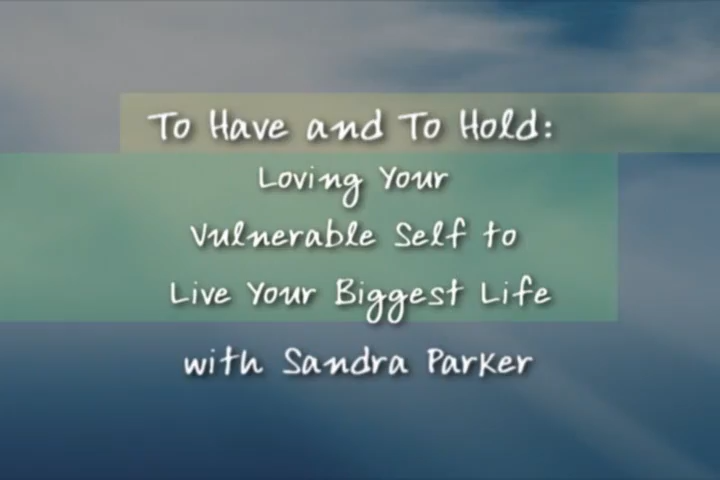 To Have and To Hold:
Loving Your
Vulnerable Self to
Live Your Biggest Life
with Sandra Parker